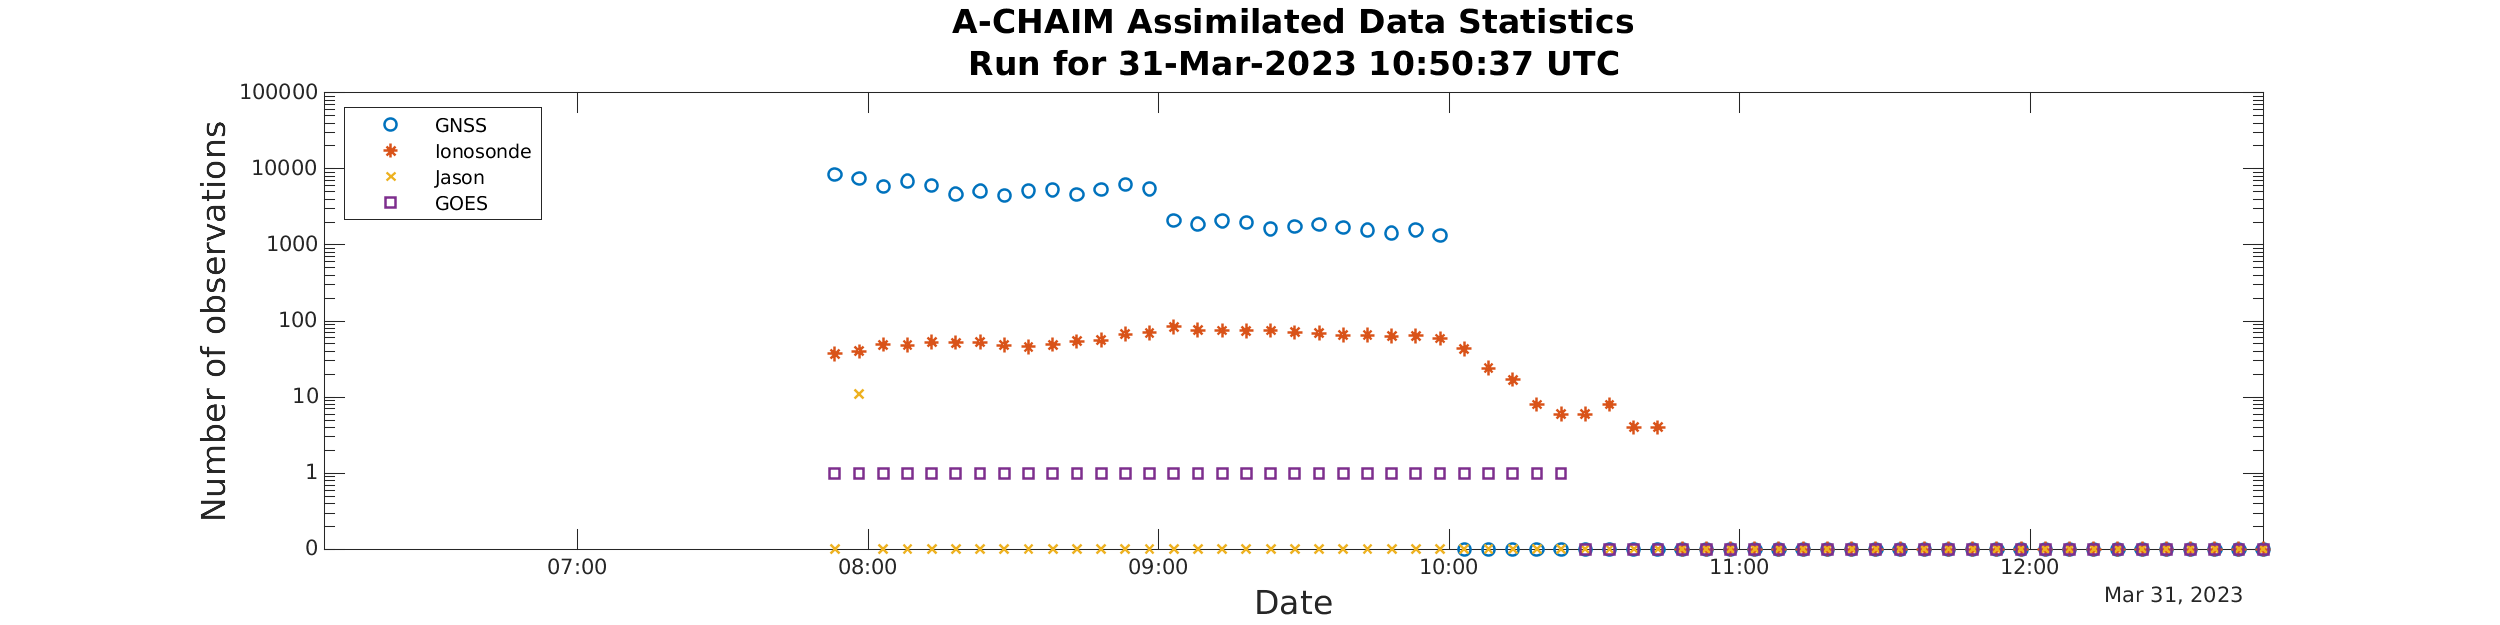 A-CHAIM Assimilated Data Statistics
Run for 31-Mar-2023 10:50:37 UTC
Number of observations
100000
10000
1000
100
10
1
0
GNSS
Ionosonde
Jason
GOES
07:00 08:00 09:00 10:00 11:00 12:00
Mar 31, 2023
Date